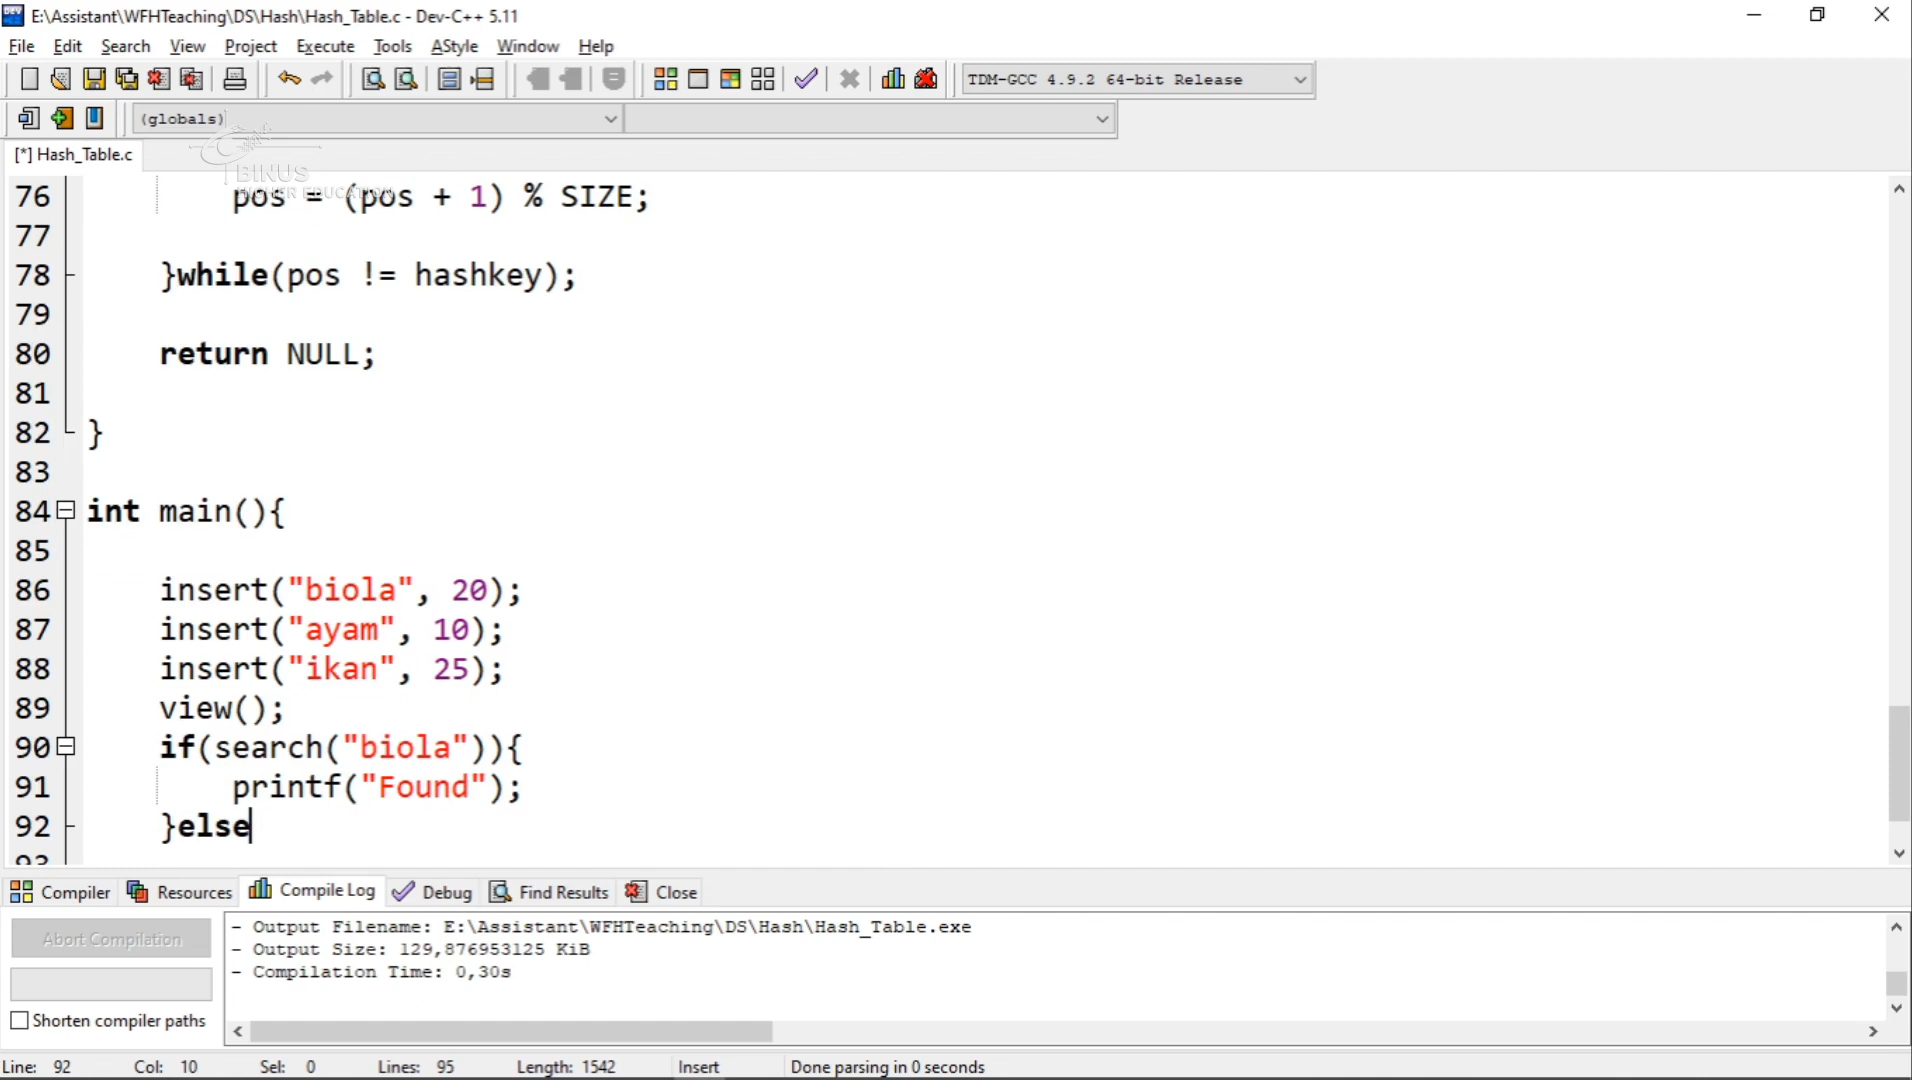 E:\Assistant\WFHTeaching\DS\Hash\Hash_Table.c - Dev-C++ 5.11
File Edit Search View Project Execute Tools AStyle Window Help
TDM-GCC 4.9.2 64-bit Release
(globals)
[*] Hash_Table.c
BINUS
HIGHER EDUCATION
76 pos = (pos + 1) % SIZE;
77
78 }while(pos != hashkey);
79
80 return NULL;
81
82 }
83
84 int main(){
85
86 insert("biola", 20);
87 insert("ayam", 10);
88 insert("ikan", 25);
89 view();
90 if(search("biola")){
91 printf("Found");
92 }else
93
Compiler Resources Compile Log Debug Find Results Close
Abort Compilation
- Output Filename: E:\Assistant\WFHTeaching\DS\Hash\Hash_Table.exe
- Output Size: 129,876953125 KiB
- Compilation Time: 0,30s
Shorten compiler paths
Line: 92 Col: 10 Sel: 0 Lines: 95 Length: 1542 Insert Done parsing in 0 seconds